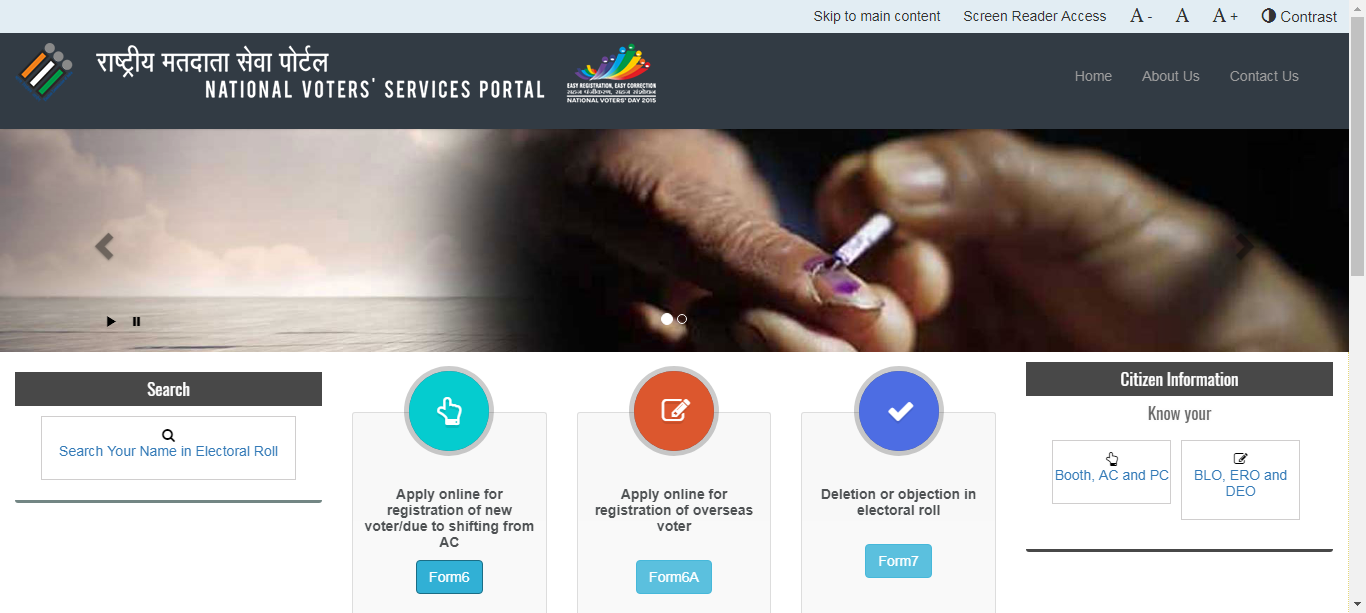 Skip to main content Screen Reader Access A - A A + Contrast
राष्ट्रीय मतदाता सेवा पोर्टल
NATIONAL VOTERS' SERVICES PORTAL
EASY REGISTRATION, EASY CORRECTION
NATIONAL VOTERS' DAY 2015
Home About Us Contact Us
Search
Search Your Name in Electoral Roll
Apply online for
registration of new
voter/due to shifting from
AC
Form6
Apply online for
registration of overseas
voter
Form6A
Deletion or objection in
electoral roll
Form7
Citizen Information
Know your
Booth, AC and PC
BLO, ERO and
DEO